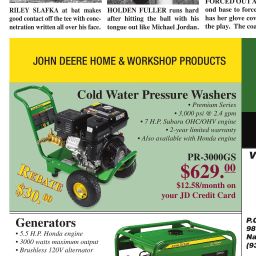 RILEY SLAFKA at bat makes
good contact off the tee with conc-
netration written all over his face.
HOLDEN FULLER runs hard
after hitting the ball with his
tongue out like Michael Jordan.
FORCED OUT A
ond base to force
has her glove cov
the play. The coa
JOHN DEERE HOME & WORKSHOP PRODUCTS
Cold Water Pressure Washers
• Premium Series
• 3,000 psi @ 2.4 gpm
• 7 H.P. Subaru OHC/OHV engine
• 2-year limited warranty
• Also available with Honda engine
PR-3000GS
$629.00
$12.58/month on
your JD Credit Card
REBATE
$30.00
Generators
• 5.5 H.P. Honda engine
• 3000 watts maximum output
• Brushless 120V alternator
V
P.O
98
Na
(93